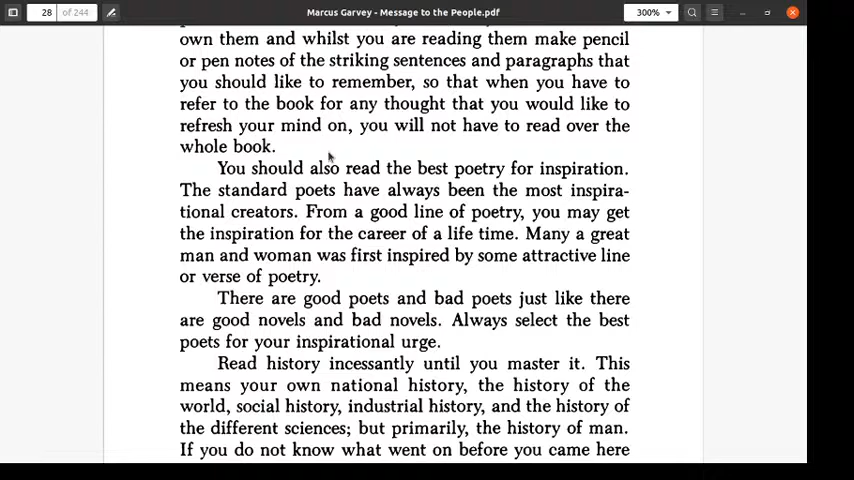 28 of 244
Marcus Garvey - Message to the People.pdf
300%
own them and whilst you are reading them make pencil
or pen notes of the striking sentences and paragraphs that
you should like to remember, so that when you have to
refer to the book for any thought that you would like to
refresh your mind on, you will not have to read over the
whole book.
You should also read the best poetry for inspiration.
The standard poets have always been the most inspira-
tional creators. From a good line of poetry, you may get
the inspiration for the career of a life time. Many a great
man and woman was first inspired by some attractive line
or verse of poetry.
There are good poets and bad poets just like there
are good novels and bad novels. Always select the best
poets for your inspirational urge.
Read history incessantly until you master it. This
means your own national history, the history of the
world, social history, industrial history, and the history of
the different sciences; but primarily, the history of man.
If you do not know what went on before you came here